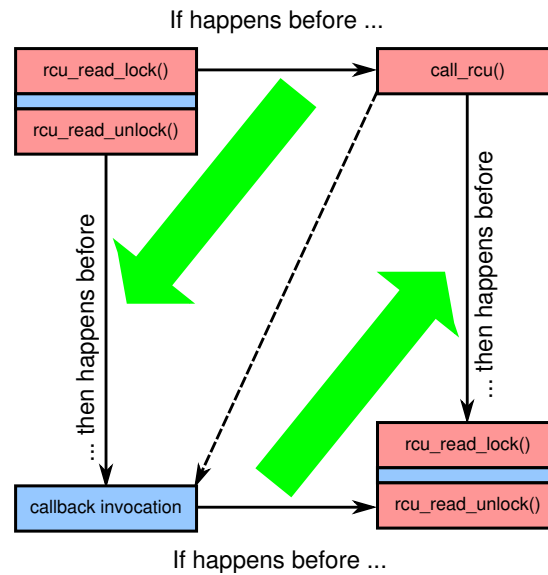 If happens before ...
rcu_read_lock()
call_rcu()
rcu_read_unlock()
... then happens before
... then happens before
rcu_read_lock()
callback invocation
rcu_read_unlock()
If happens before ...